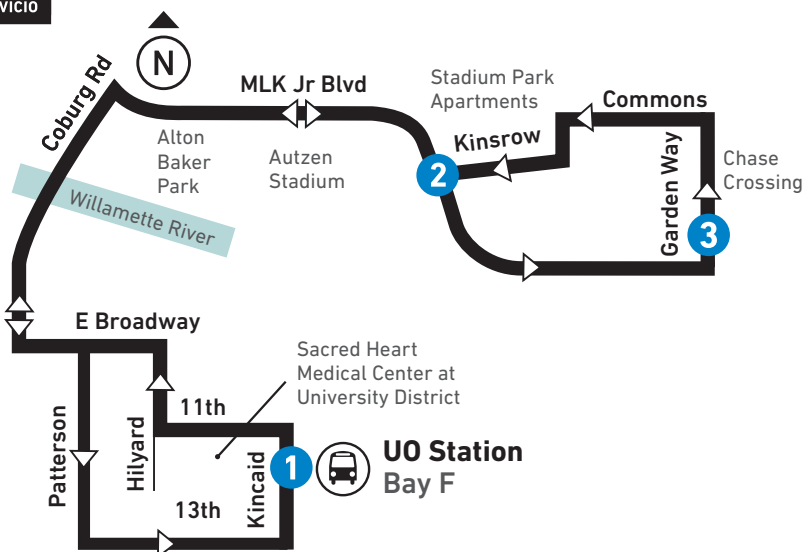 VICIO
N
Coburg Rd
MLK Jr Blvd
Stadium Park
Apartments
Commons
Kinsrow
Alton
Baker
Park
Autzen
Stadium
2
Garden Way
Chase
Crossing
3
Willamette River
E Broadway
Sacred Heart
Medical Center at
University District
Patterson
Hilyard
11th
Kincaid
1
UO Station
Bay F
13th